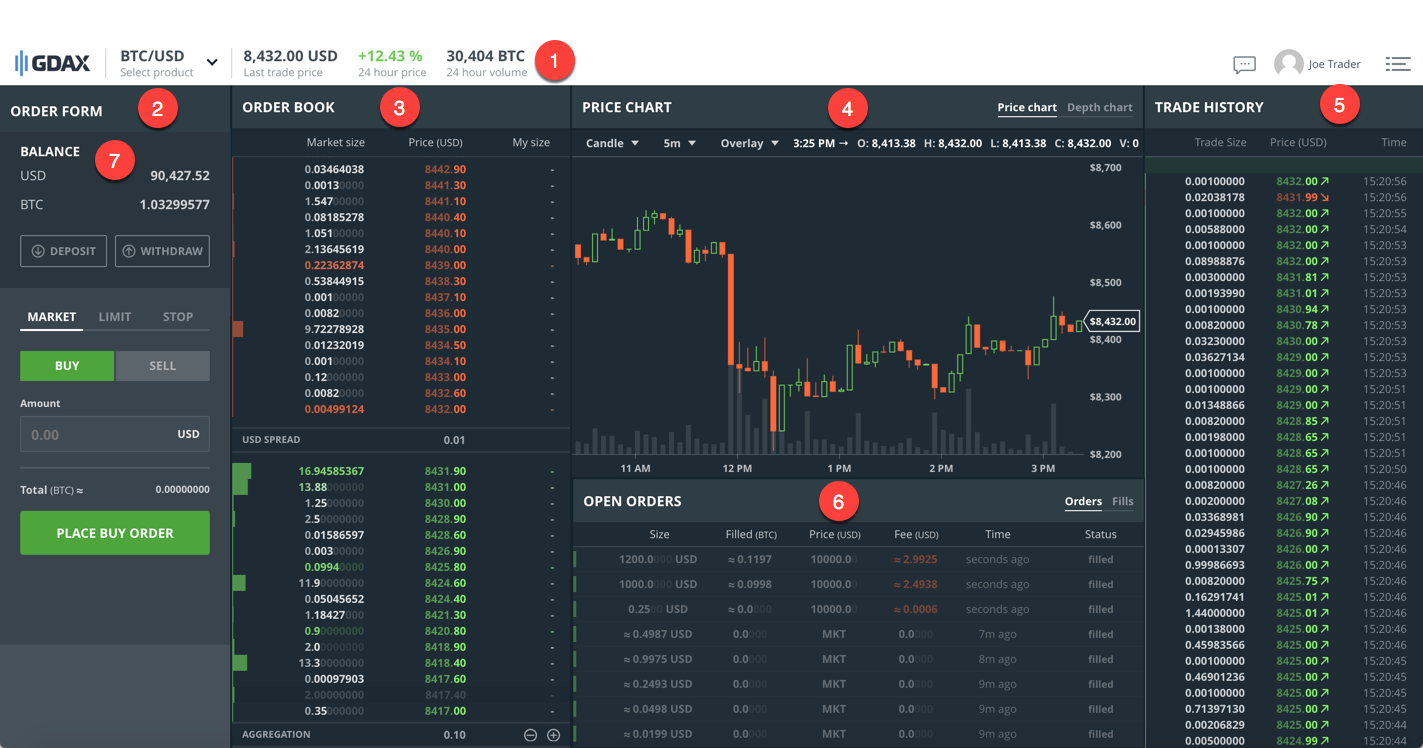 GDAX BTC/USD 8,432.00 USD +12.43 % 30,404 BTC 1
Select product Last trade price 24 hour price 24 hour volume Joe Trader
ORDER FORM 2
BALANCE 7
USD 90,427.52
BTC 1.03299577
DEPOSIT WITHDRAW
MARKET LIMIT STOP
BUY SELL
Amount
0.00 USD
Total (BTC) ≈ 0.00000000
PLACE BUY ORDER
ORDER BOOK 3
Market size Price (USD) My size
0.03464038 8442.90 -
0.00130000 8441.30 -
1.54700000 8441.10 -
0.08185278 8440.40 -
1.05100000 8440.10 -
2.13645619 8440.00 -
0.22362874 8439.00 -
0.53844915 8438.30 -
0.00100000 8437.10 -
0.00820000 8436.00 -
9.72278928 8435.00 -
0.01232019 8434.50 -
0.00100000 8434.10 -
0.12000000 8433.00 -
0.00820000 8432.60 -
0.00499124 8432.00 -
USD SPREAD 0.01
16.94585367 8431.90 -
13.88000000 8431.00 -
1.25000000 8430.00 -
2.50000000 8428.90 -
0.01586597 8428.60 -
0.00300000 8426.90 -
0.09940000 8425.80 -
11.90000000 8424.60 -
0.05045652 8424.40 -
1.18427000 8421.30 -
0.90000000 8420.80 -
2.00000000 8418.90 -
13.30000000 8418.40 -
0.00097903 8417.60 -
2.00000000 8417.40 -
0.35000000 8417.00 -
AGGREGATION 0.10
PRICE CHART 4 Price chart Depth chart
Candle 5m Overlay 3:25 PM → O: 8,413.38 H: 8,432.00 L: 8,413.38 C: 8,432.00 V: 0
$8,700
$8,600
$8,500
$8,432.00
$8,400
$8,300
$8,200
11 AM 12 PM 1 PM 2 PM 3 PM
OPEN ORDERS 6 Orders Fills
Size Filled (BTC) Price (USD) Fee (USD) Time Status
1200.0000 USD ≈ 0.1197 10000.00 ≈ 2.9925 seconds ago filled
1000.0000 USD ≈ 0.0998 10000.00 ≈ 2.4938 seconds ago filled
0.2500 USD ≈ 0.0000 10000.00 ≈ 0.0006 seconds ago filled
≈ 0.4987 USD 0.0000 MKT 0.0000 7m ago filled
≈ 0.9975 USD 0.0000 MKT 0.0000 8m ago filled
≈ 0.2493 USD 0.0000 MKT 0.0000 9m ago filled
≈ 0.0498 USD 0.0000 MKT 0.0000 9m ago filled
≈ 0.0199 USD 0.0000 MKT 0.0000 9m ago filled
TRADE HISTORY 5
Trade Size Price (USD) Time
0.00100000 8432.00 ↗ 15:20:56
0.02038178 8431.99 ↘ 15:20:56
0.00100000 8432.00 ↗ 15:20:55
0.00588000 8432.00 ↗ 15:20:54
0.00100000 8432.00 ↗ 15:20:53
0.08988876 8432.00 ↗ 15:20:53
0.00300000 8431.81 ↗ 15:20:53
0.00193990 8431.01 ↗ 15:20:53
0.00100000 8430.94 ↗ 15:20:53
0.00820000 8430.78 ↗ 15:20:53
0.03230000 8430.00 ↗ 15:20:53
0.03627134 8429.00 ↗ 15:20:53
0.00100000 8429.00 ↗ 15:20:53
0.00100000 8429.00 ↗ 15:20:51
0.01348866 8429.00 ↗ 15:20:51
0.00820000 8428.85 ↗ 15:20:51
0.00198000 8428.65 ↗ 15:20:51
0.00100000 8428.65 ↗ 15:20:51
0.00100000 8428.65 ↗ 15:20:50
0.00820000 8427.26 ↗ 15:20:46
0.00200000 8427.08 ↗ 15:20:46
0.03368981 8426.90 ↗ 15:20:46
0.02945986 8426.90 ↗ 15:20:46
0.00013307 8426.00 ↗ 15:20:46
0.99986693 8426.00 ↗ 15:20:46
0.00820000 8425.75 ↗ 15:20:46
0.16291741 8425.01 ↗ 15:20:46
1.44000000 8425.01 ↗ 15:20:46
0.00138000 8425.00 ↗ 15:20:46
0.45983566 8425.00 ↗ 15:20:46
0.00100000 8425.00 ↗ 15:20:45
0.46901236 8425.00 ↗ 15:20:45
0.00100000 8425.00 ↗ 15:20:45
0.71397130 8425.00 ↗ 15:20:45
0.00206829 8425.00 ↗ 15:20:44
0.00500000 8424.99 ↗ 15:20:44